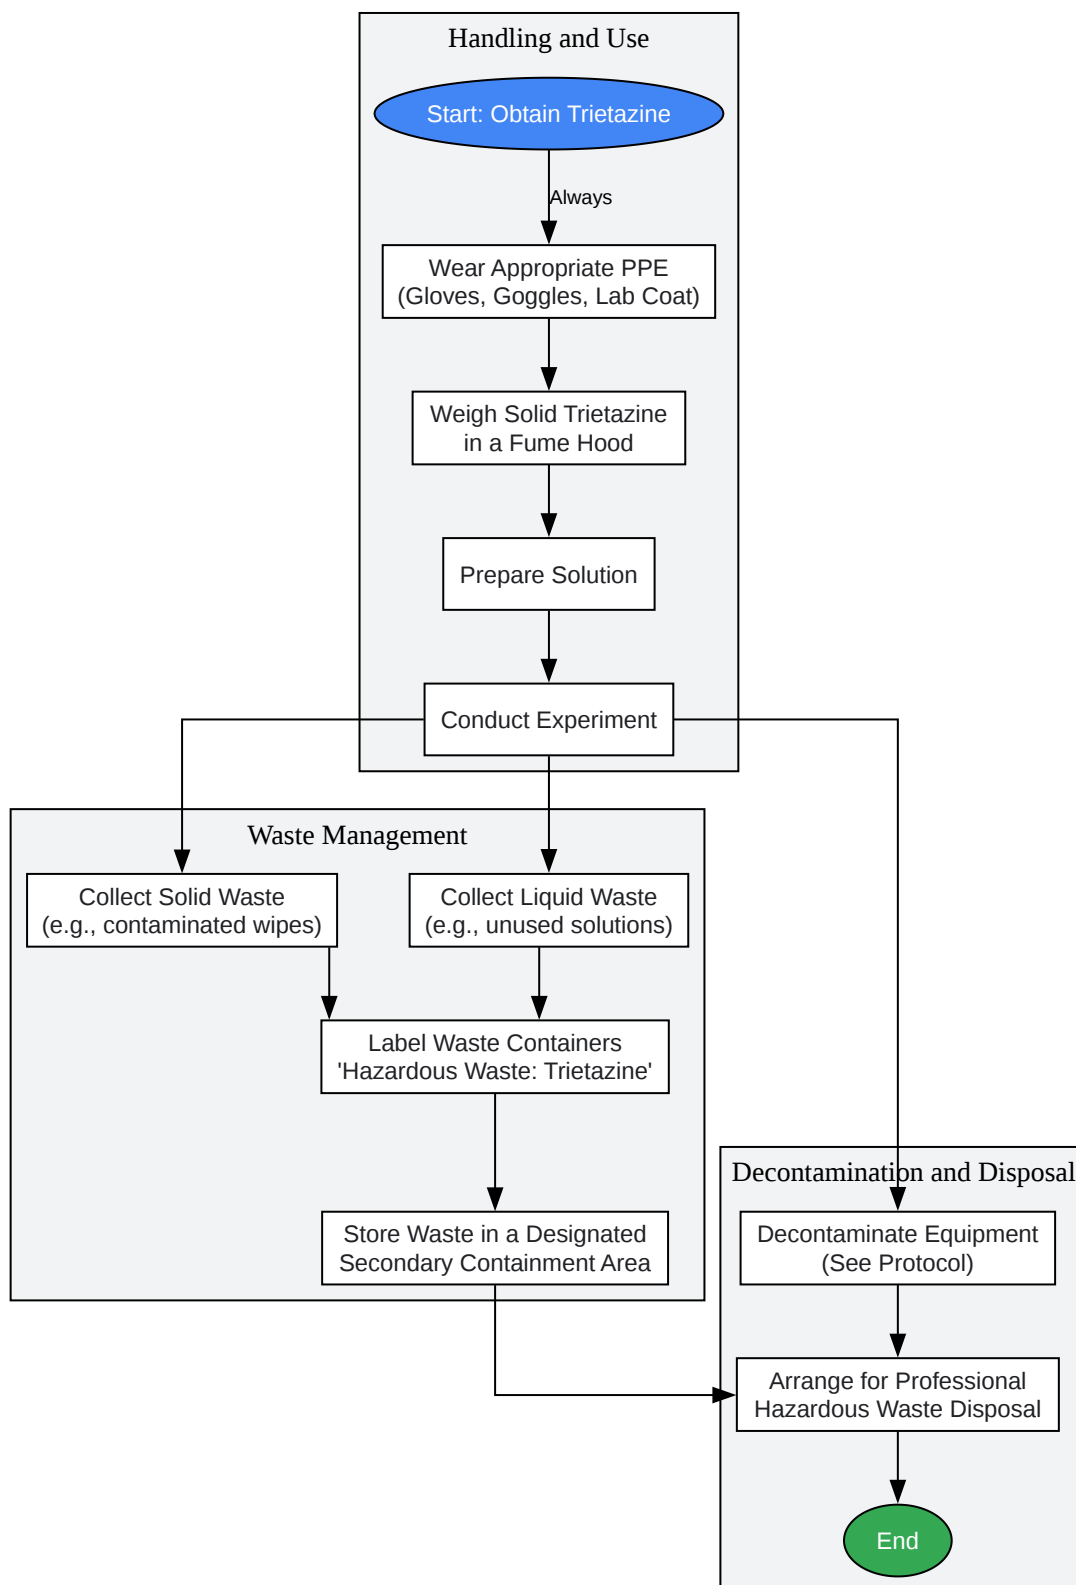 Handling and Use
Start: Obtain Trietazine
Always
Wear Appropriate PPE
(Gloves, Goggles, Lab Coat)
Weigh Solid Trietazine
in a Fume Hood
Prepare Solution
Conduct Experiment
Waste Management
Collect Solid Waste
(e.g., contaminated wipes)
Collect Liquid Waste
(e.g., unused solutions)
Label Waste Containers
'Hazardous Waste: Trietazine'
Store Waste in a Designated
Secondary Containment Area
Decontamination and Disposal
Decontaminate Equipment
(See Protocol)
Arrange for Professional
Hazardous Waste Disposal
End